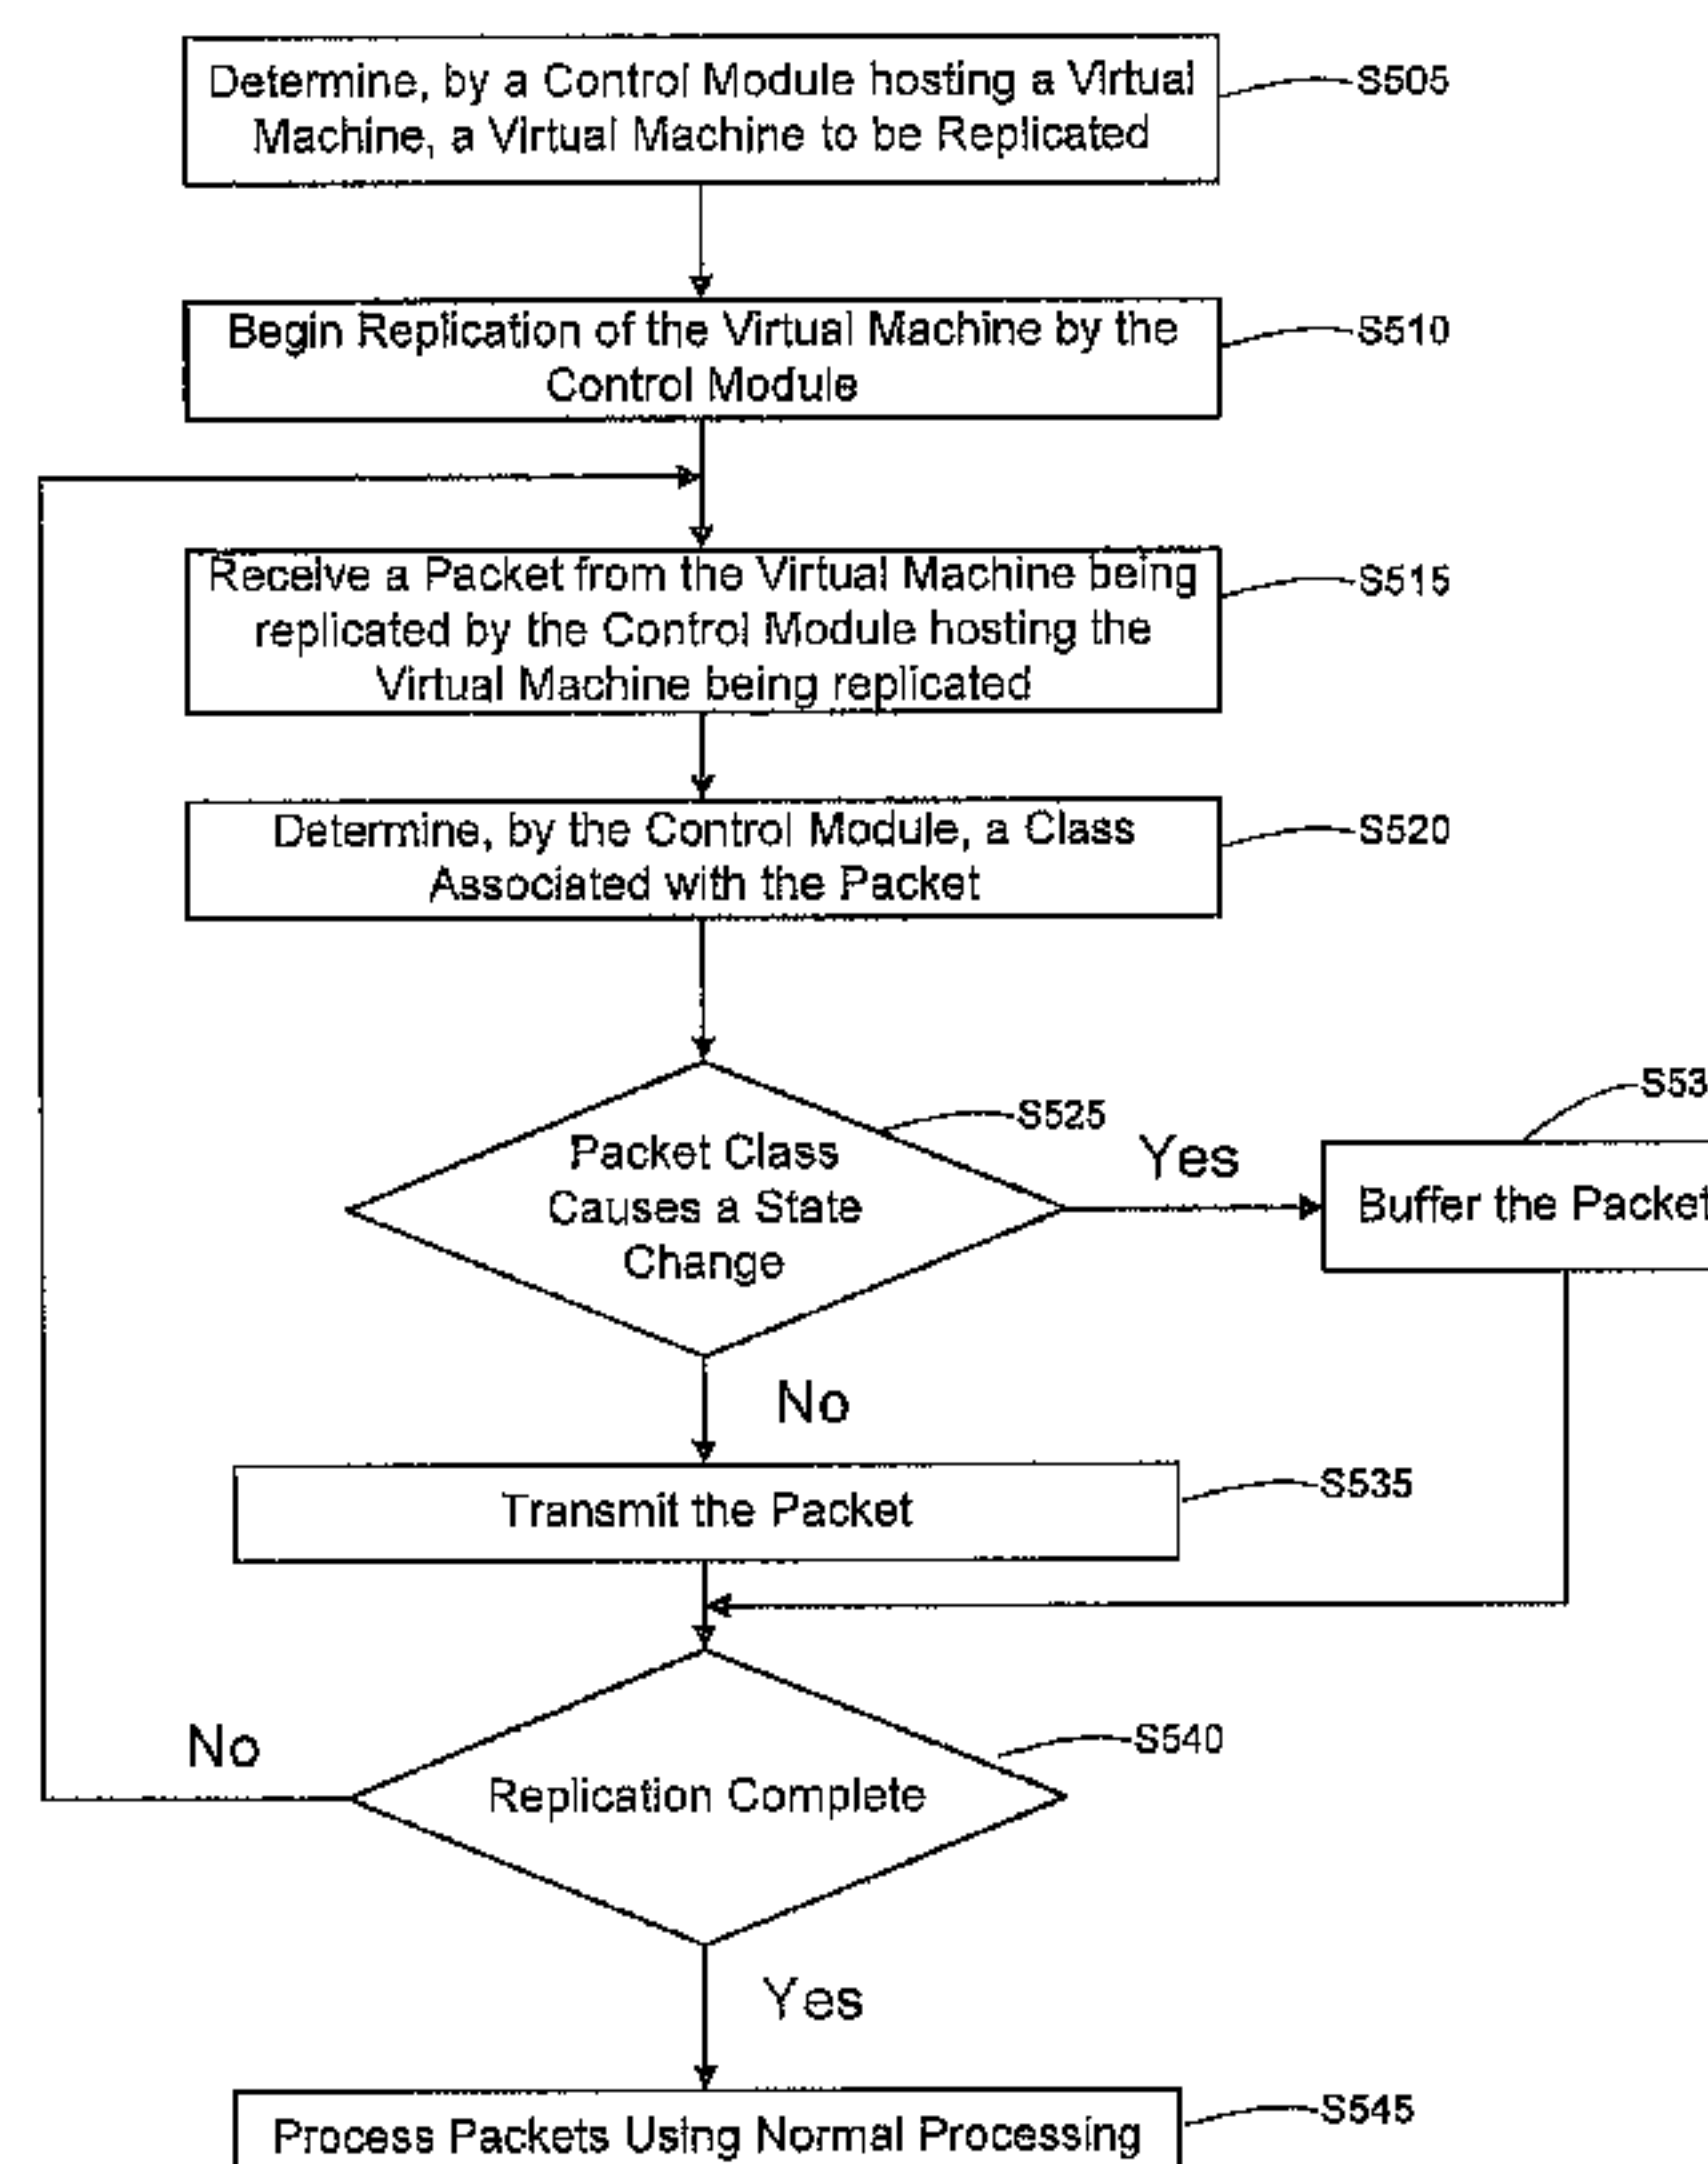 Determine, by a Control Module hosting a Virtual
Machine, a Virtual Machine to be Replicated
S505
Begin Replication of the Virtual Machine by the
Control Module
S510
Receive a Packet from the Virtual Machine being
replicated by the Control Module hosting the
Virtual Machine being replicated
S515
Determine, by the Control Module, a Class
Associated with the Packet
S520
Packet Class
Causes a State
Change
S525
Yes
S53
Buffer the Packet
No
Transmit the Packet
S535
No
Replication Complete
S540
Yes
Process Packets Using Normal Processing
S545